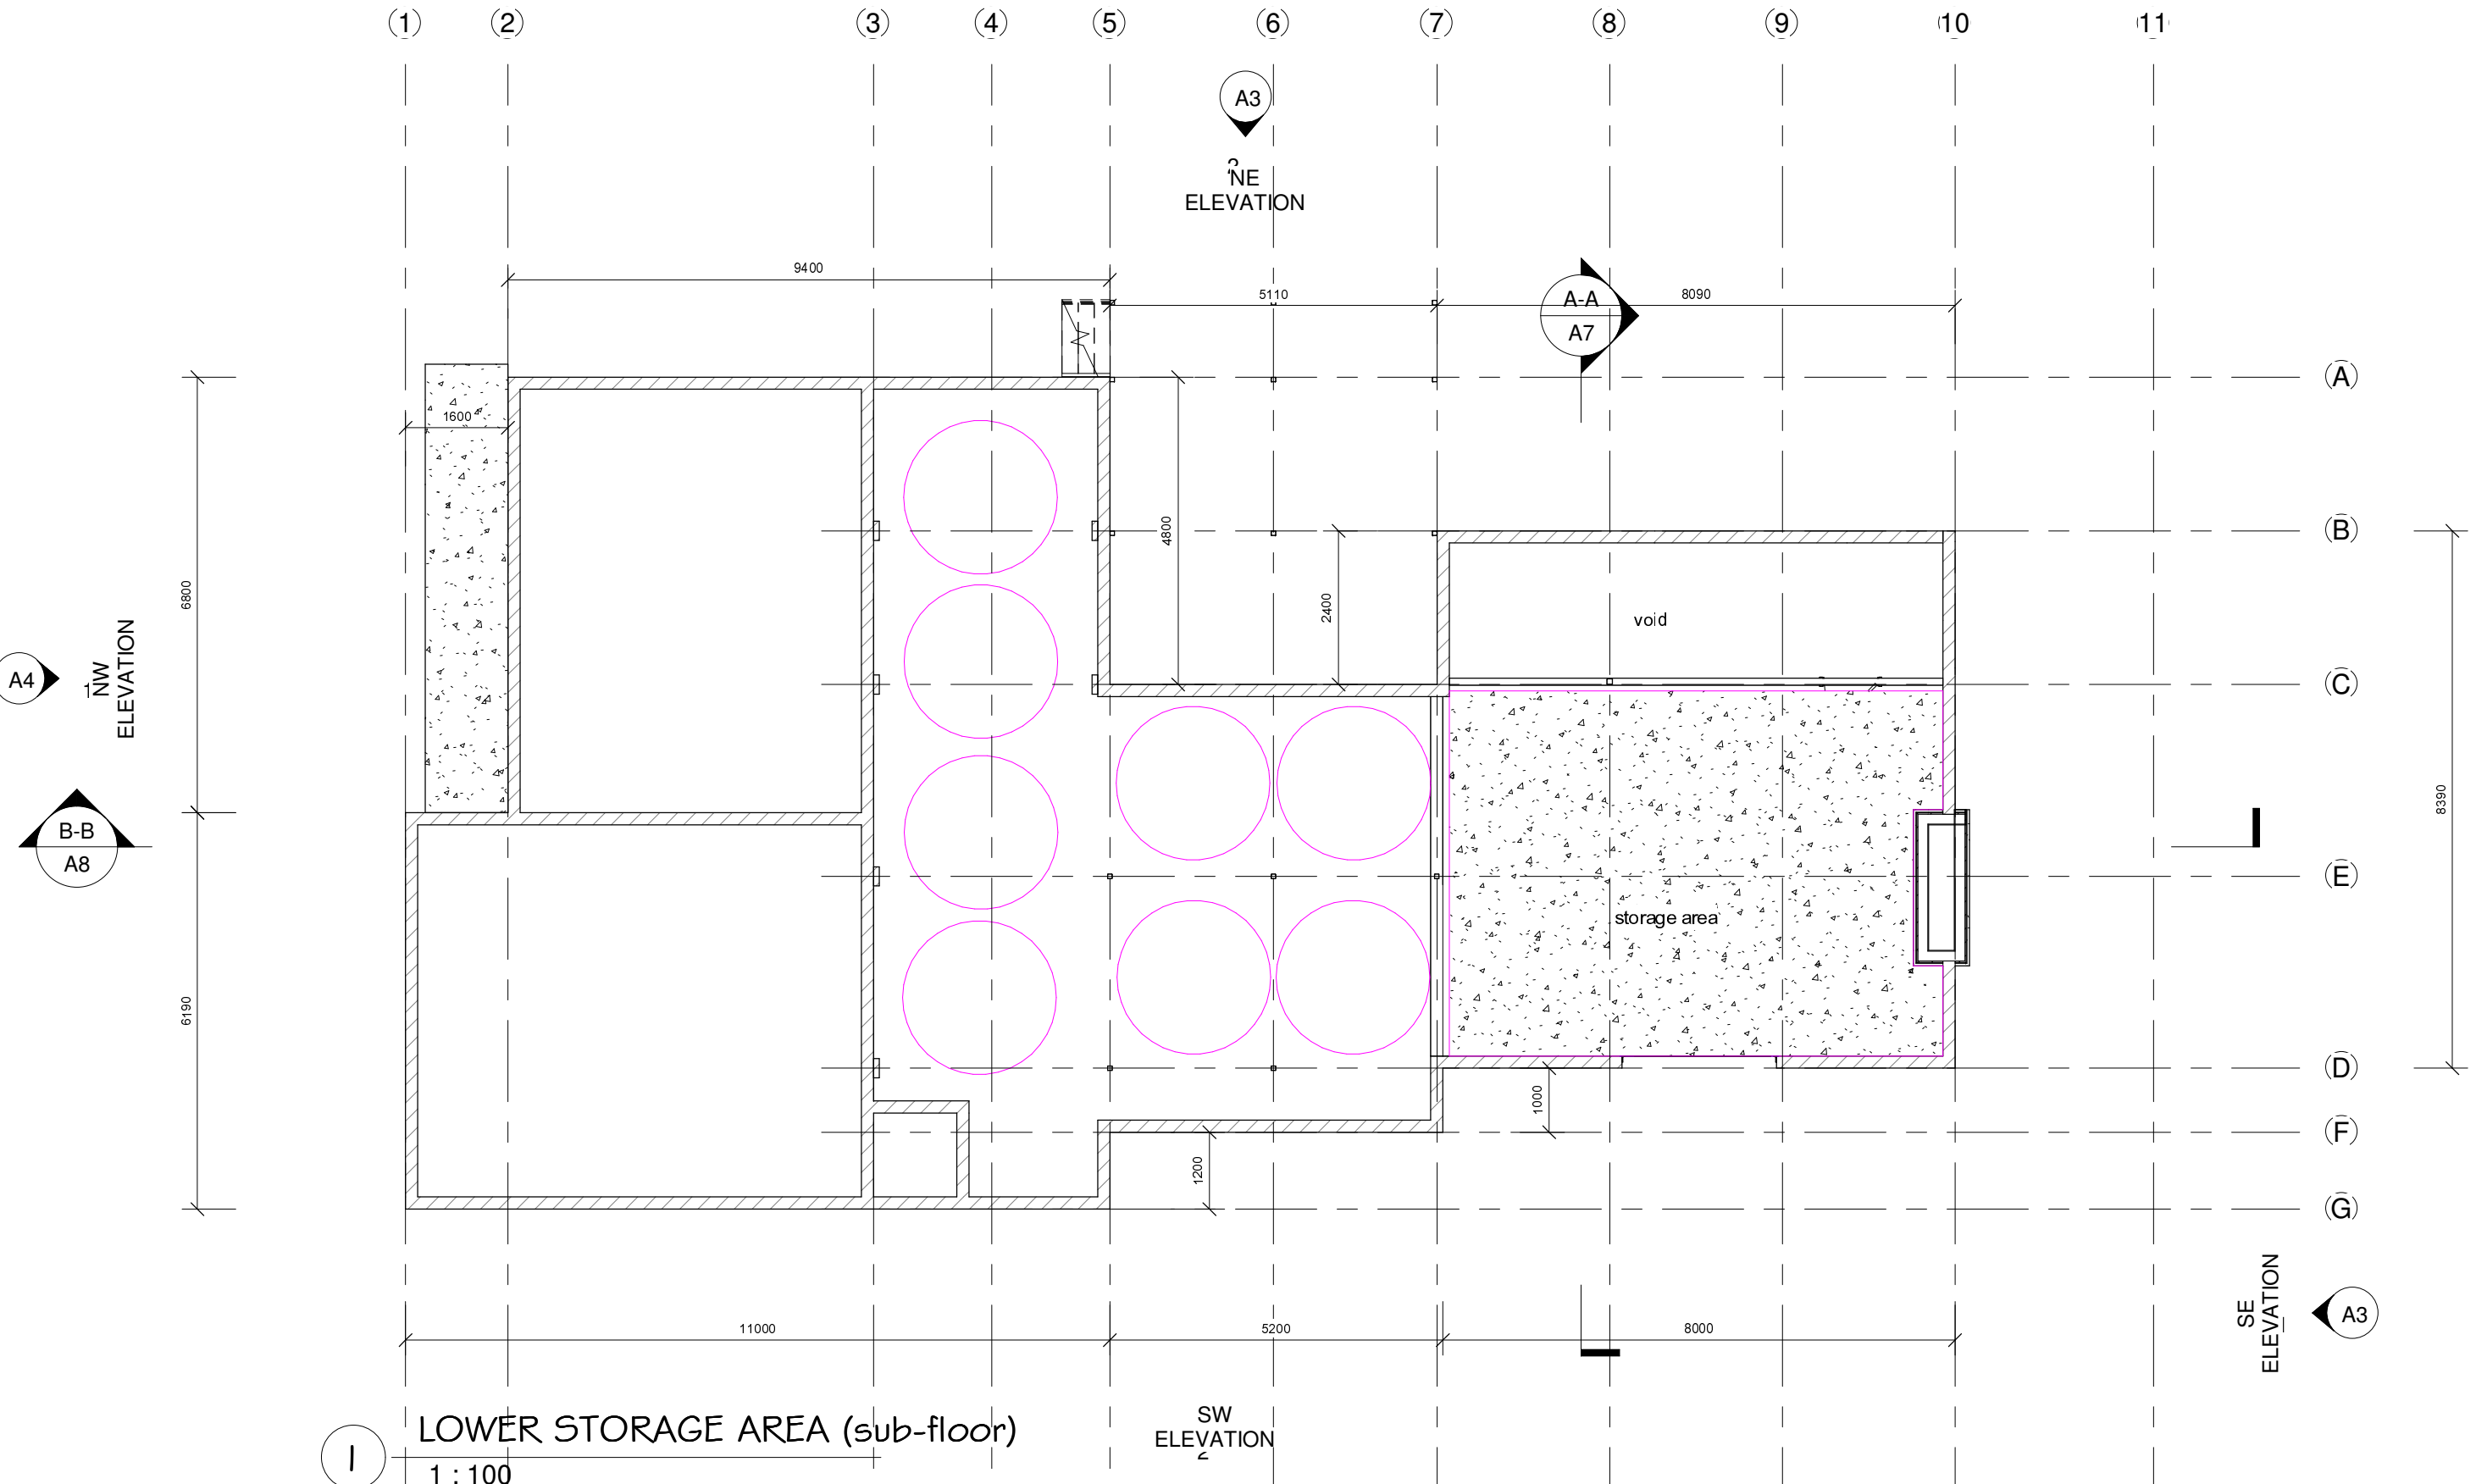 1 2 3 4 5 6 7 8 9 10 11
A3
NE
ELEVATION
9400
5110
8090
A-A
A7
A
1600
4800
B
2400
6800
void
C
A4
1
NW
ELEVATION
B-B
A8
8390
E
storage area
6190
D
1000
F
1200
G
11000
5200
8000
SE
ELEVATION
A3
1
LOWER STORAGE AREA (sub-floor)
1 : 100
SW
ELEVATION